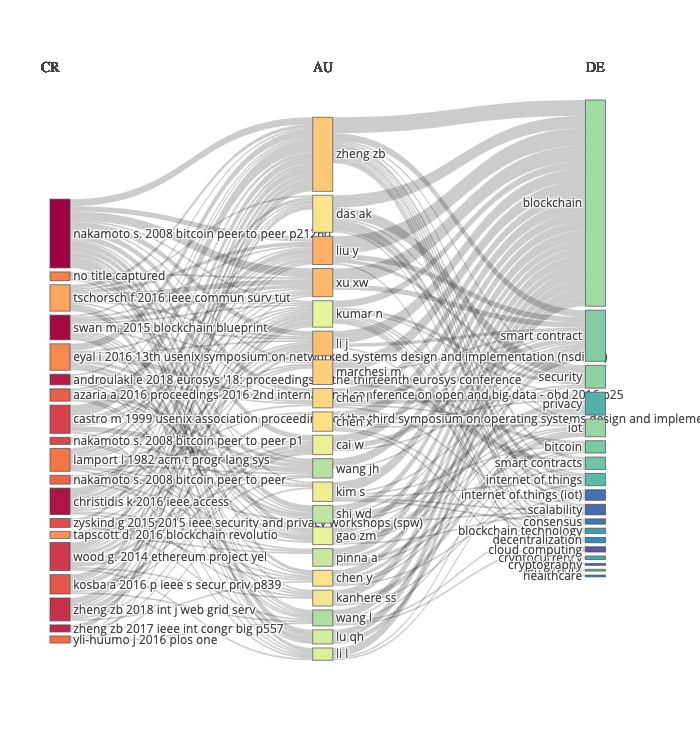 CR
AU
DE
nakamoto s. 2008 bitcoin peer to peer p21260
no title captured
tschorsch f 2016 ieee commun surv tut
swan m. 2015 blockchain blueprint
eyal i 2016 13th usenix symposium on networked systems design and implementation (nsdi
androulaki e 2018 eurosys '18: proceedings the thirteenth eurosys conference
azaria a 2016 proceedings 2016 2nd international conference on open and big data - obd 2016 p25
castro m 1999 usenix association proceedings of the third symposium on operating systems design and impleme
nakamoto s. 2008 bitcoin peer to peer p1
lamport l 1982 acm t progr lang sys
nakamoto s. 2008 bitcoin peer to peer
christidis k 2016 ieee access
zyskind g 2015 2015 ieee security and privacy workshops (spw)
tapscott d. 2016 blockchain revolutio
wood g. 2014 ethereum project yel
kosba a 2016 p ieee s secur priv p839
zheng zb 2018 int j web grid serv
zheng zb 2017 ieee int congr big p557
yli-huumo j 2016 plos one
zheng zb
das ak
liu y
xu xw
kumar n
li j
marchesi m
chen j
chen x
cai w
wang jh
kim s
shi wd
gao zm
pinna a
chen y
kanhere ss
wang l
lu qh
li l
blockchain
smart contract
security
privacy
iot
bitcoin
smart contracts
internet of things
internet of things (iot)
scalability
consensus
blockchain technology
decentralization
cloud computing
cryptocurrency
cryptography
healthcare